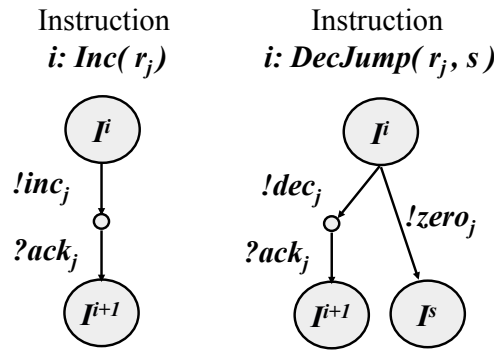 Instruction
i: Inc( r_j )
I^i
!inc_j
?ack_j
I^{i+1}
Instruction
i: DecJump( r_j , s )
I^i
!dec_j
!zero_j
?ack_j
I^{i+1}
I^s